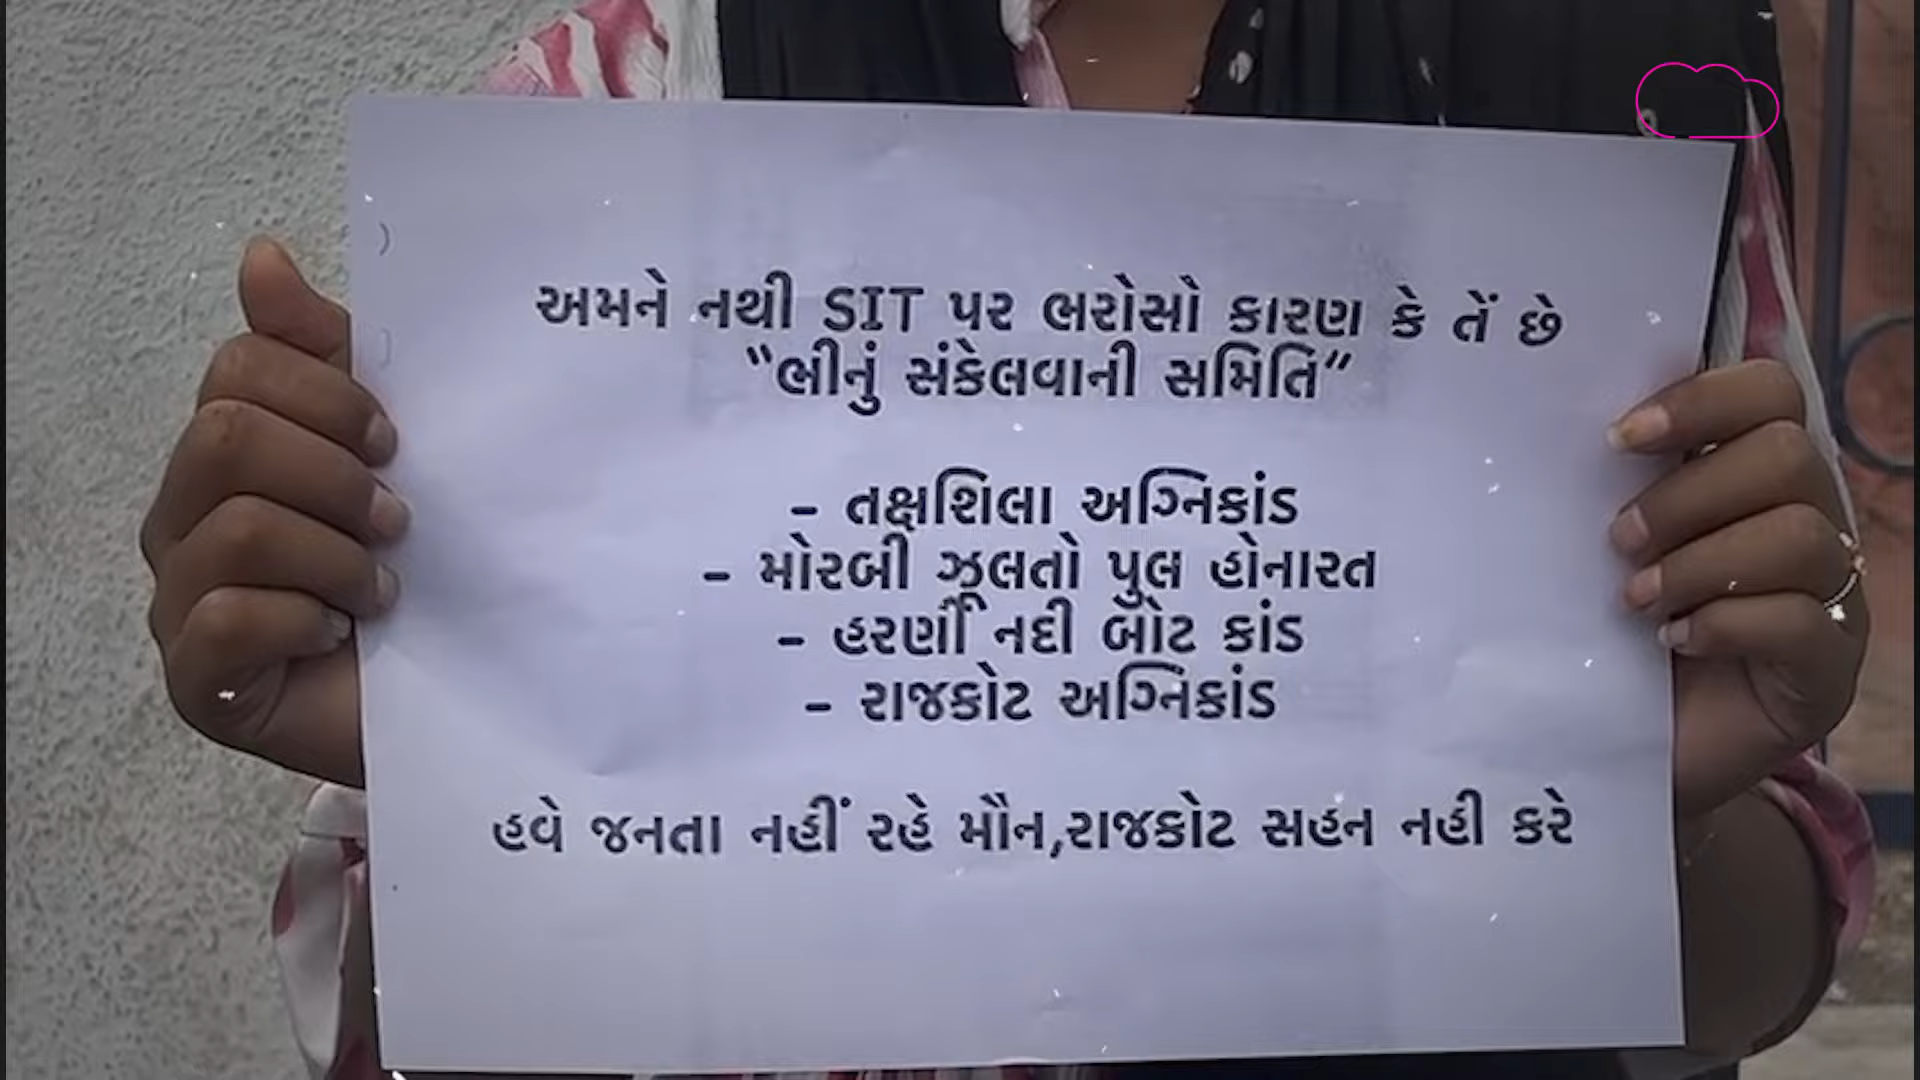 અમને નથી SIT પર ભરોસો કારણ કે તેં છે
“ભીનું સંકેલવાની સમિતિ“
– તક્ષશિલા અગ્નિકાંડ
– મોરબી ઝૂલતો પુલ હોનારત
– હરણી નદી બોટ કાંડ
– રાજકોટ અગ્નિકાંડ
હવે જનતા નહીં રહે મૌન,રાજકોટ સહન નહી કરે